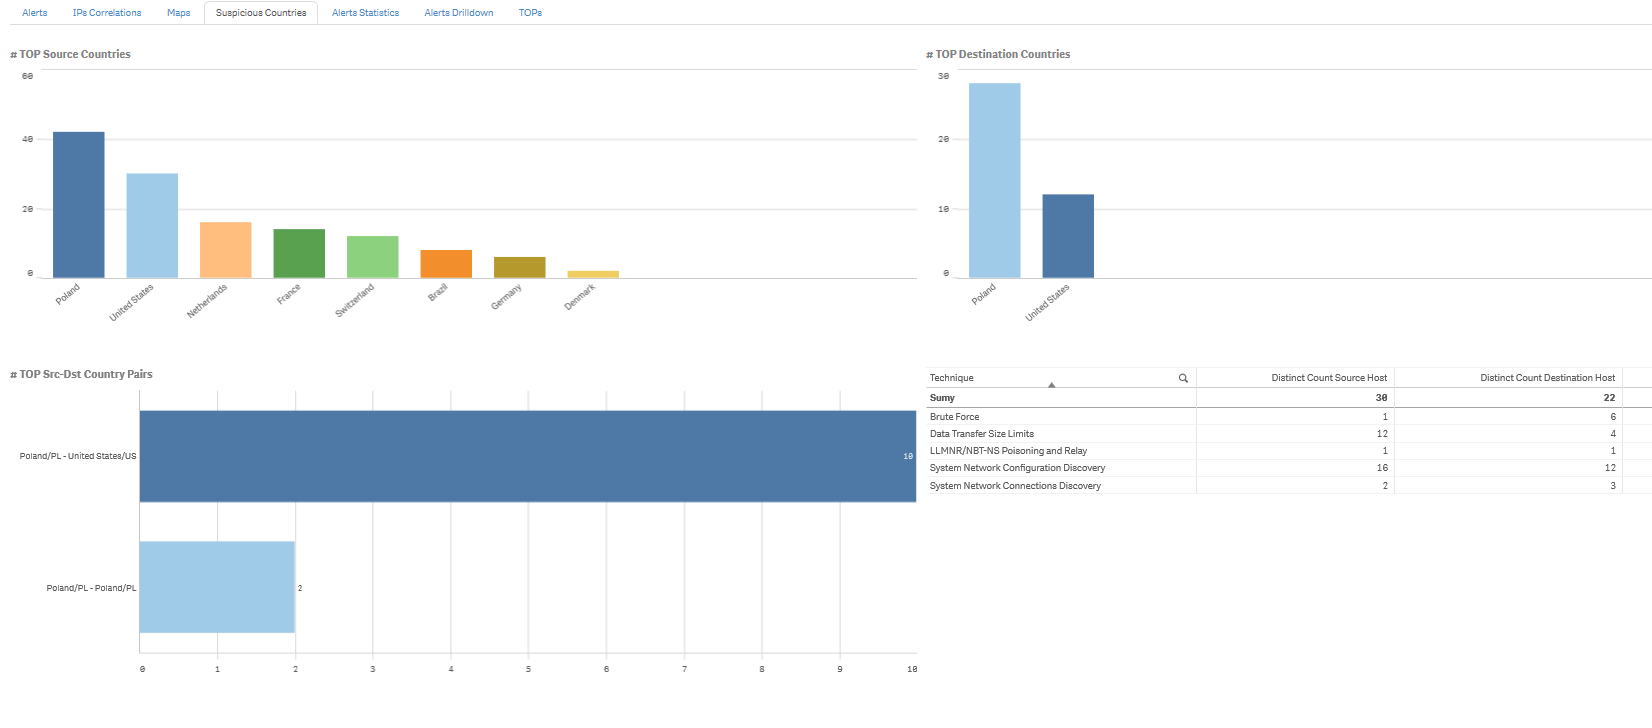 Alerts IPs Correlations Maps Suspicious Countries Alerts Statistics Alerts Drilldown TOPs
# TOP Source Countries
60
40
20
0
Poland
United States
Netherlands
France
Switzerland
Brazil
Germany
Denmark
# TOP Destination Countries
30
20
10
0
Poland
United States
# TOP Src-Dst Country Pairs
Poland/PL - United States/US 10
Poland/PL - Poland/PL 2
0 1 2 3 4 5 6 7 8 9 10
Technique Distinct Count Source Host Distinct Count Destination Host
Sumy 30 22
Brute Force 1 6
Data Transfer Size Limits 12 4
LLMNR/NBT-NS Poisoning and Relay 1 1
System Network Configuration Discovery 16 12
System Network Connections Discovery 2 3